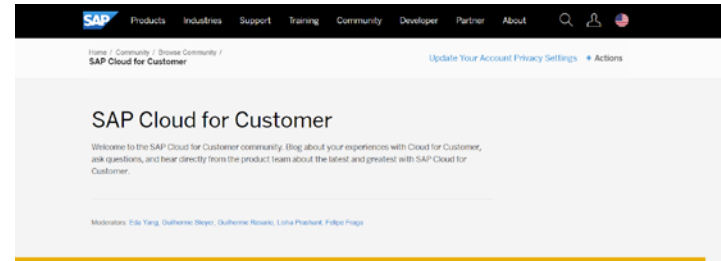 SAP Products Industries Support Training Community Developer Partner About
Home / Community / Browse Community /
SAP Cloud for Customer
Update Your Account Privacy Settings + Actions
SAP Cloud for Customer
Welcome to the SAP Cloud for Customer community. Blog about your experiences with Cloud for Customer,
ask questions, and hear directly from the product team about the latest and greatest with SAP Cloud for
Customer.
Moderators: Eda Yang, Guilherme Guilherme Rosario, Prashant, Felipe Fraga